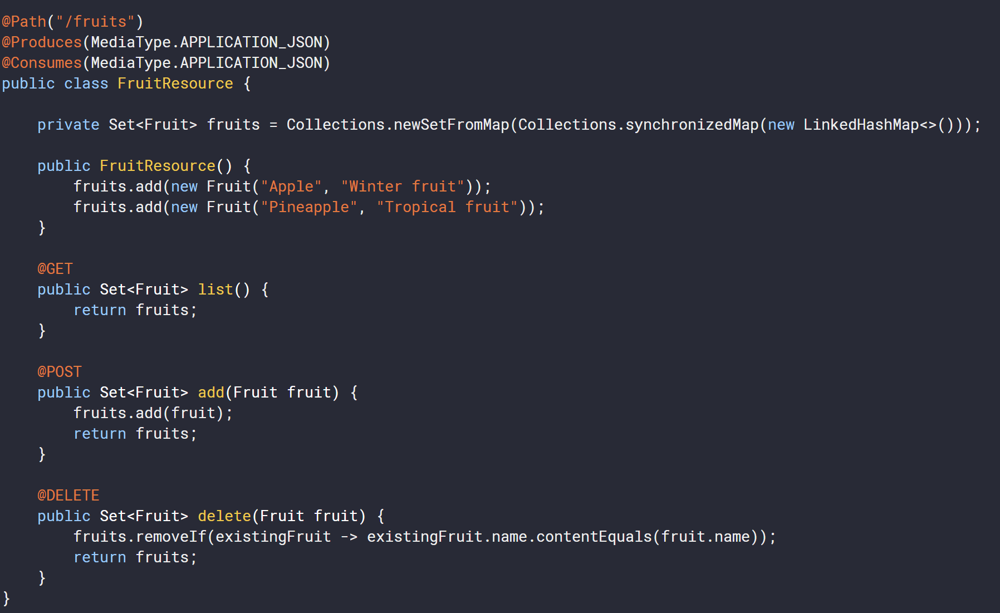 @Path("/fruits")
@Produces(MediaType.APPLICATION_JSON)
@Consumes(MediaType.APPLICATION_JSON)
public class FruitResource {

    private Set<Fruit> fruits = Collections.newSetFromMap(Collections.synchronizedMap(new LinkedHashMap<>()));

    public FruitResource() {
        fruits.add(new Fruit("Apple", "Winter fruit"));
        fruits.add(new Fruit("Pineapple", "Tropical fruit"));
    }

    @GET
    public Set<Fruit> list() {
        return fruits;
    }

    @POST
    public Set<Fruit> add(Fruit fruit) {
        fruits.add(fruit);
        return fruits;
    }

    @DELETE
    public Set<Fruit> delete(Fruit fruit) {
        fruits.removeIf(existingFruit -> existingFruit.name.contentEquals(fruit.name));
        return fruits;
    }
}